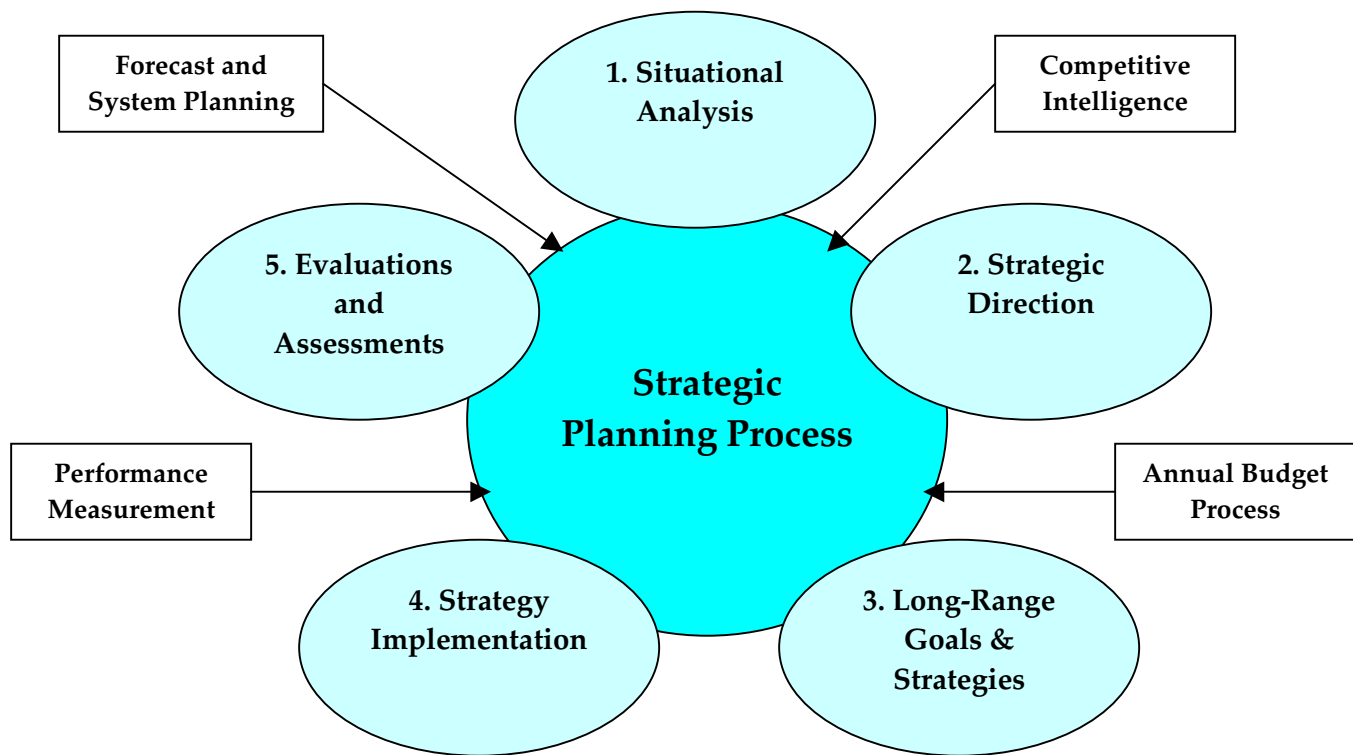 Forecast and
System Planning
1. Situational
Analysis
Competitive
Intelligence
5. Evaluations
and
Assessments
2. Strategic
Direction
Strategic
Planning Process
Performance
Measurement
Annual Budget
Process
4. Strategy
Implementation
3. Long-Range
Goals &
Strategies